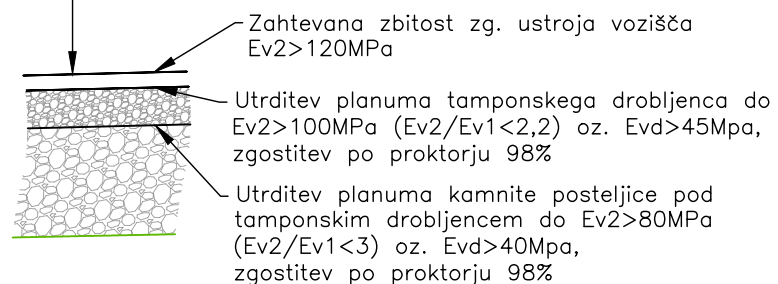 Zahtevana zbitost zg. ustroja vozišča
Ev2>120MPa
Utrditev planuma tamponskega drobljenca do
Ev2>100MPa (Ev2/Ev1<2,2) oz. Evd>45Mpa,
zgostitev po proktorju 98%
Utrditev planuma kamnite posteljice pod
tamponskim drobljencem do Ev2>80MPa
(Ev2/Ev1<3) oz. Evd>40Mpa,
zgostitev po proktorju 98%